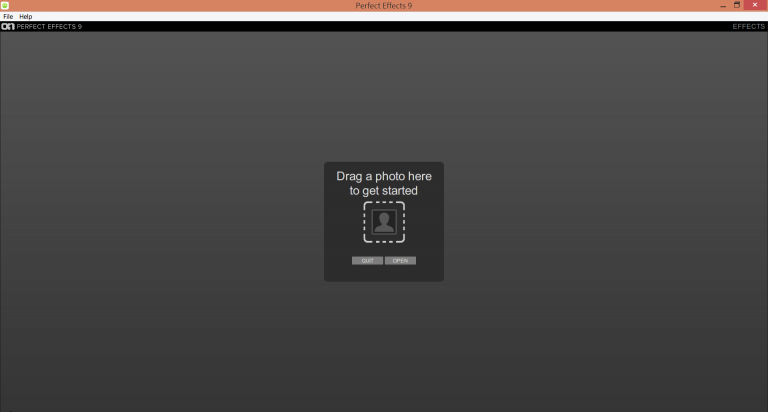 Perfect Effects 9
File Help
on PERFECT EFFECTS 9
EFFECTS
Drag a photo here
to get started
QUIT OPEN